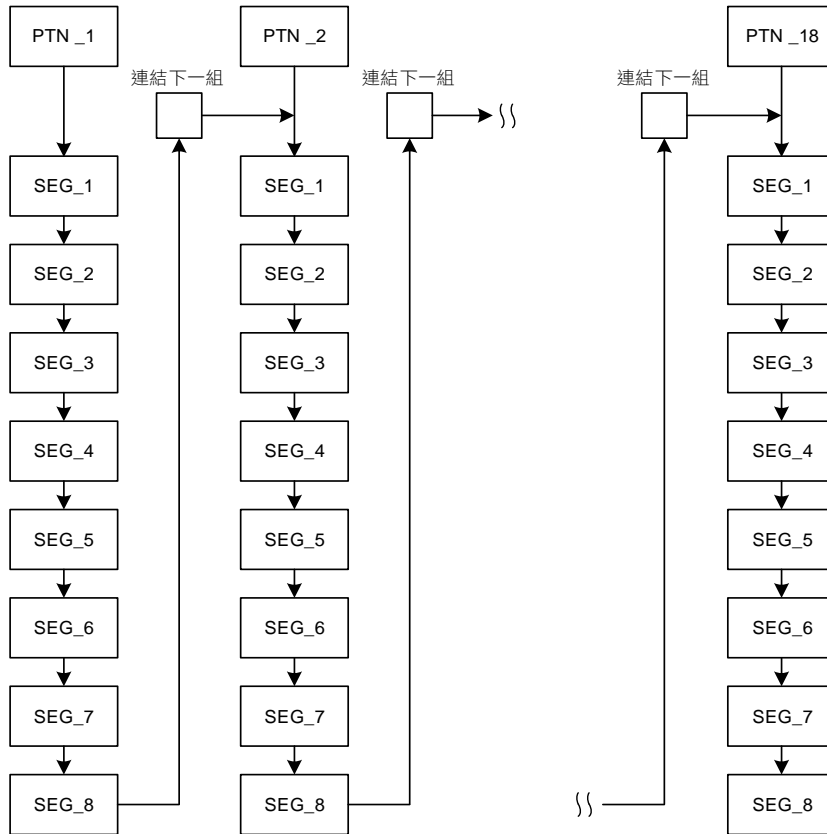 PTN _1
SEG_1
SEG_2
SEG_3
SEG_4
SEG_5
SEG_6
SEG_7
SEG_8
連結下一組
PTN _2
SEG_1
SEG_2
SEG_3
SEG_4
SEG_5
SEG_6
SEG_7
SEG_8
連結下一組
連結下一組
PTN _18
SEG_1
SEG_2
SEG_3
SEG_4
SEG_5
SEG_6
SEG_7
SEG_8